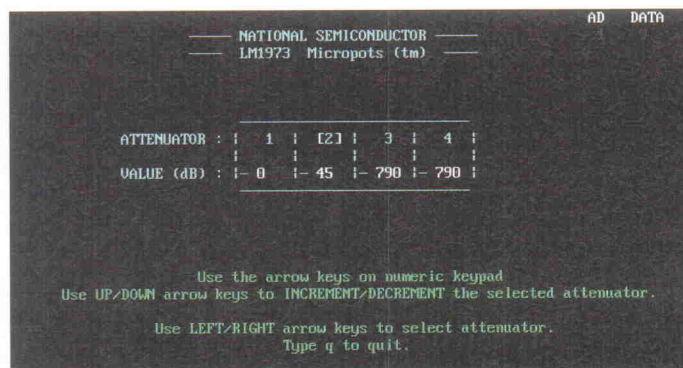 AD DATA
NATIONAL SEMICONDUCTOR
LM1973 Micropots (tm)
ATTENUATOR : ¦ 1 ¦ [2] ¦ 3 ¦ 4 ¦
VALUE (dB) : ¦- 0 ¦- 45 ¦- 790 ¦- 790 ¦
Use the arrow keys on numeric keypad
Use UP/DOWN arrow keys to INCREMENT/DECREMENT the selected attenuator.
Use LEFT/RIGHT arrow keys to select attenuator.
Type q to quit.